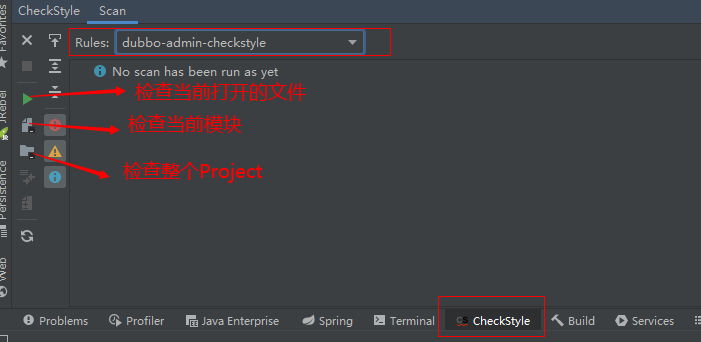 CheckStyle Scan
Rules: dubbo-admin-checkstyle
No scan has been run as yet
检查当前打开的文件
检查当前模块
检查整个Project
Favorites
JRebel
Persistence
Web
Problems Profiler Java Enterprise Spring Terminal CS CheckStyle Build Services